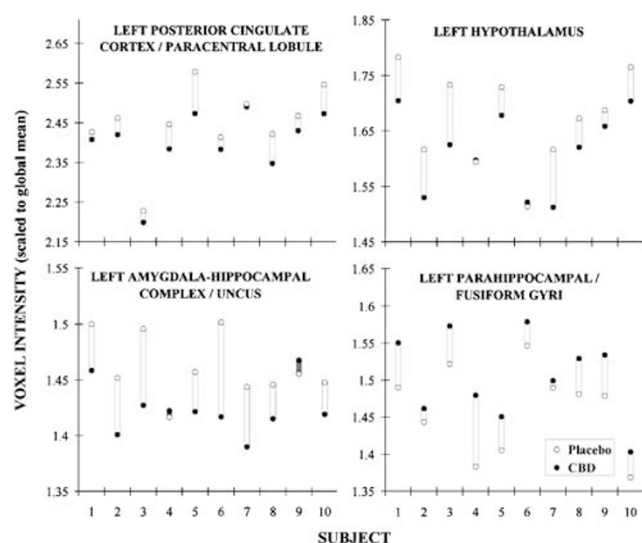 LEFT POSTERIOR CINGULATE
CORTEX / PARACENTRAL LOBULE
2.65
2.55
2.45
2.35
2.25
2.15
LEFT HYPOTHALAMUS
1.85
1.75
1.65
1.55
1.45
VOXEL INTENSITY (scaled to global mean)
LEFT AMYGDALA-HIPPOCAMPAL
COMPLEX / UNCUS
1.55
1.5
1.45
1.4
1.35
1 2 3 4 5 6 7 8 9 10
LEFT PARAHIPPOCAMPAL /
FUSIFORM GYRI
1.65
1.6
1.55
1.5
1.45
1.4
1.35
Placebo
CBD
1 2 3 4 5 6 7 8 9 10
SUBJECT